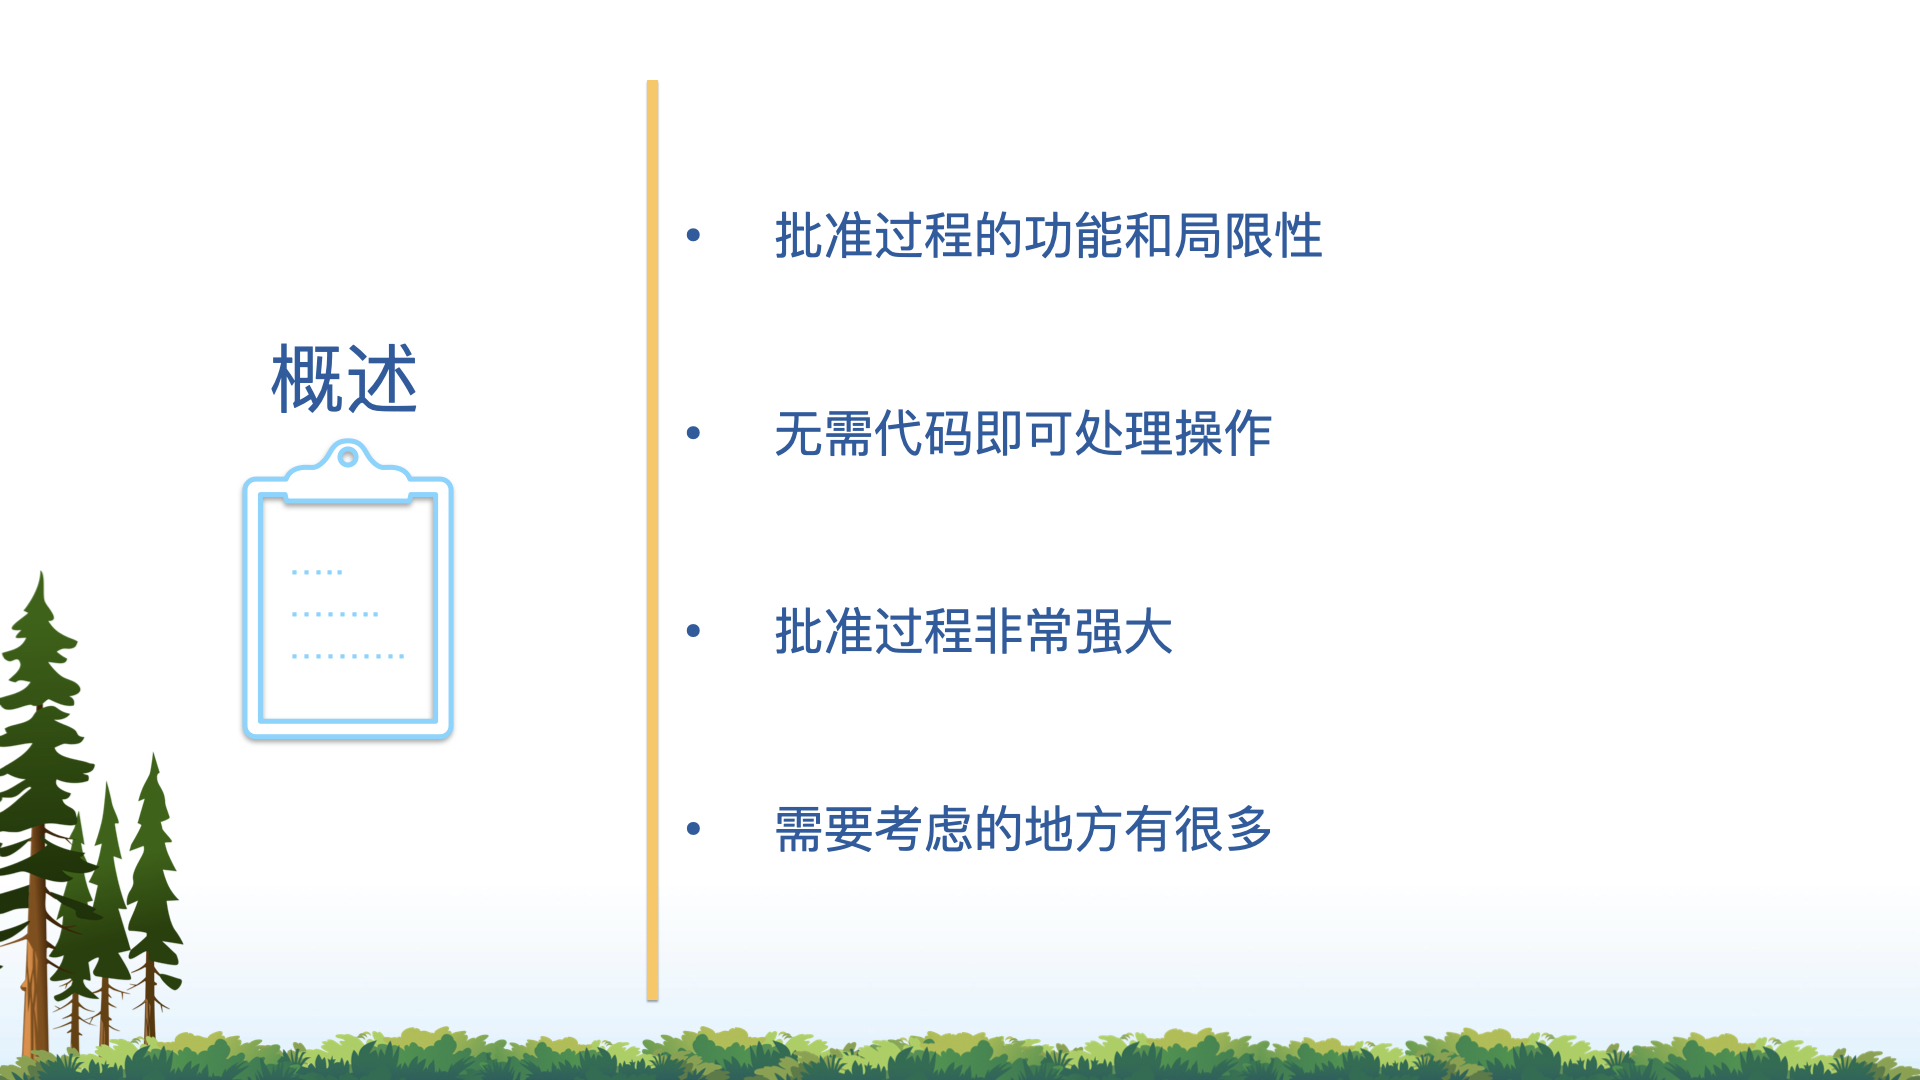 概述
• 批准过程的功能和局限性
• 无需代码即可处理操作
• 批准过程非常强大
• 需要考虑的地方有很多